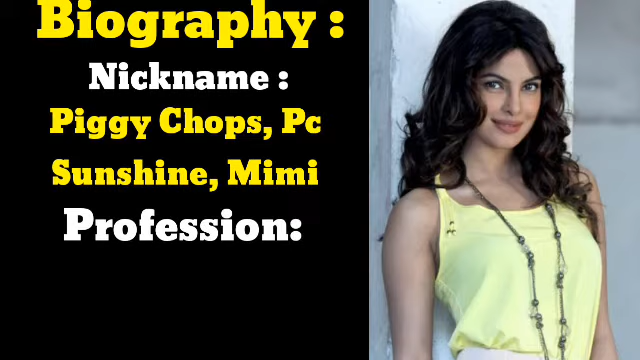 Biography :
Nickname :
Piggy Chops, Pc
Sunshine, Mimi
Profession: